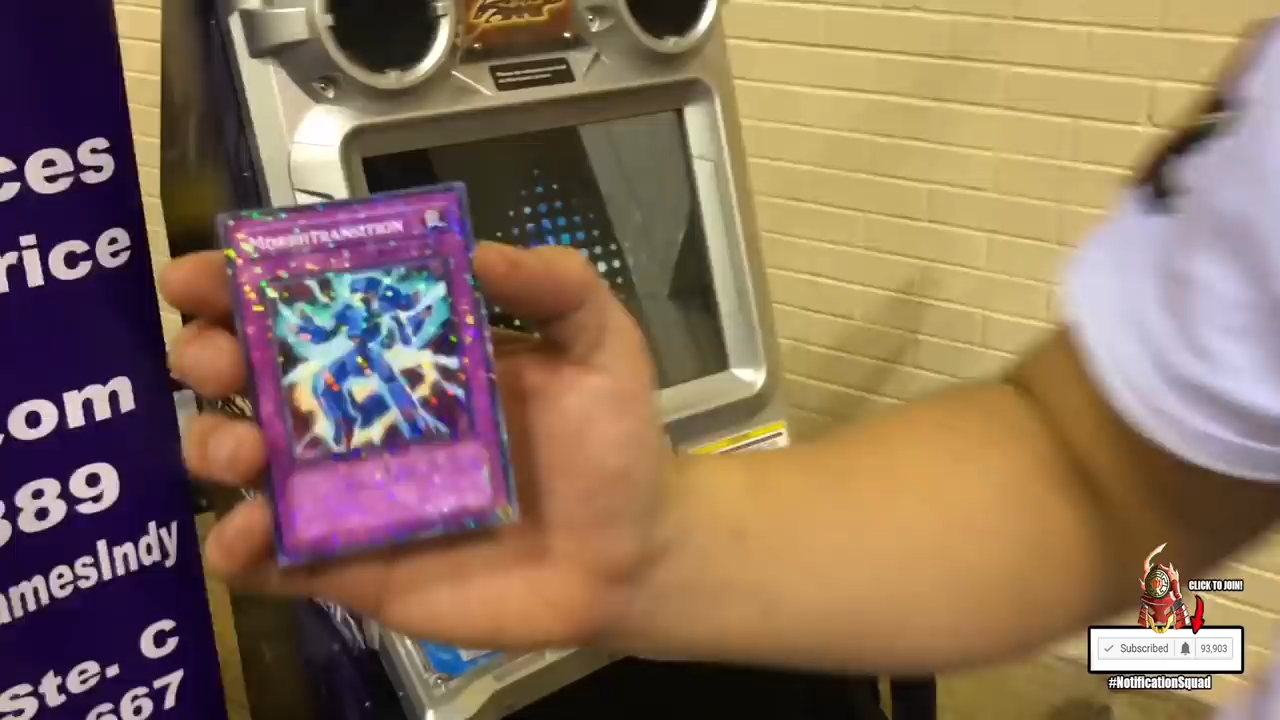 ces
rice
.com
389
amesIndy
Ste. C
667
MORPHTRANSITION
CLICK TO JOIN!
Subscribed
93,903
#NotificationSquad